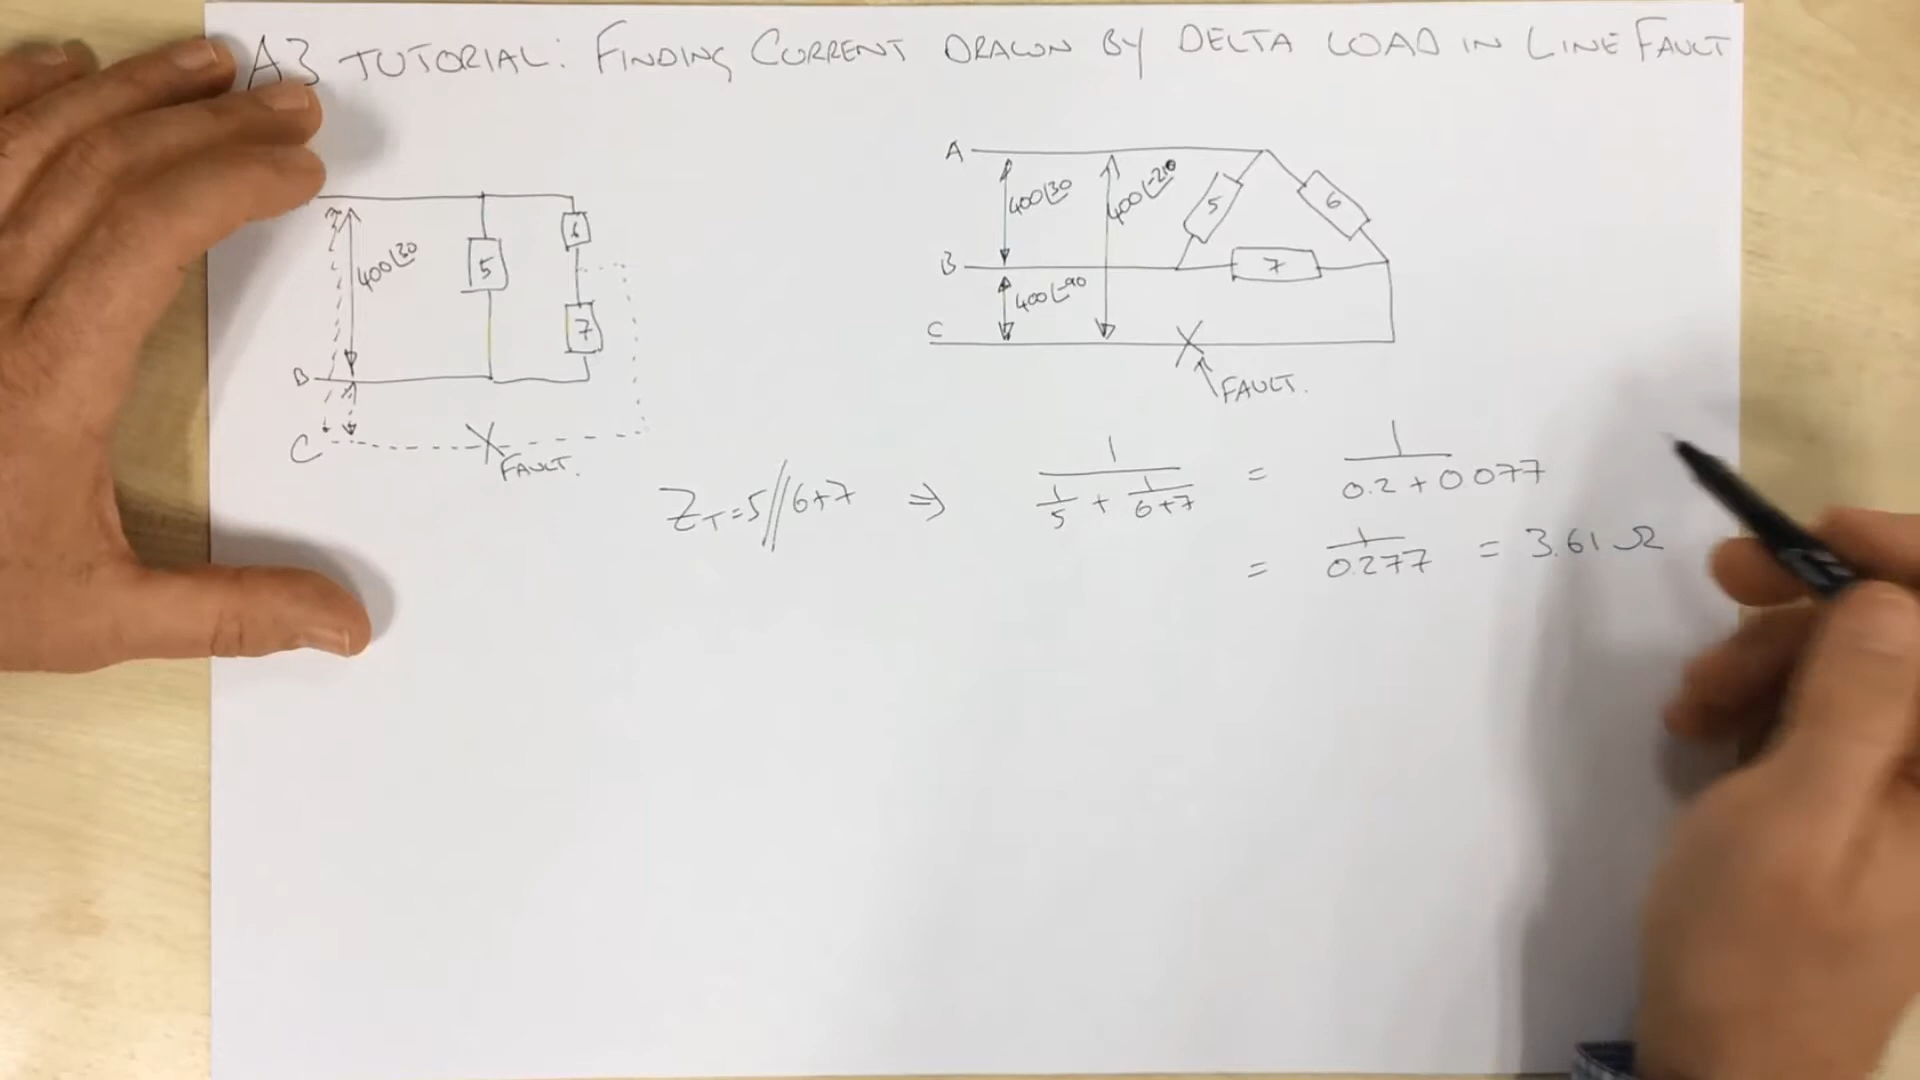 A3 TUTORIAL: FINDING CURRENT DRAWN BY DELTA LOAD IN LINE FAULT
400∠30
5
6
7
B
C
FAULT.
A
400∠30
400∠-210
5
6
B
7
400∠-90
C
FAULT.
Z_T = 5 // 6+7 ⇒ 1 / (1/5 + 1/(6+7)) = 1 / (0.2 + 0.077)
= 1 / 0.277 = 3.61 Ω